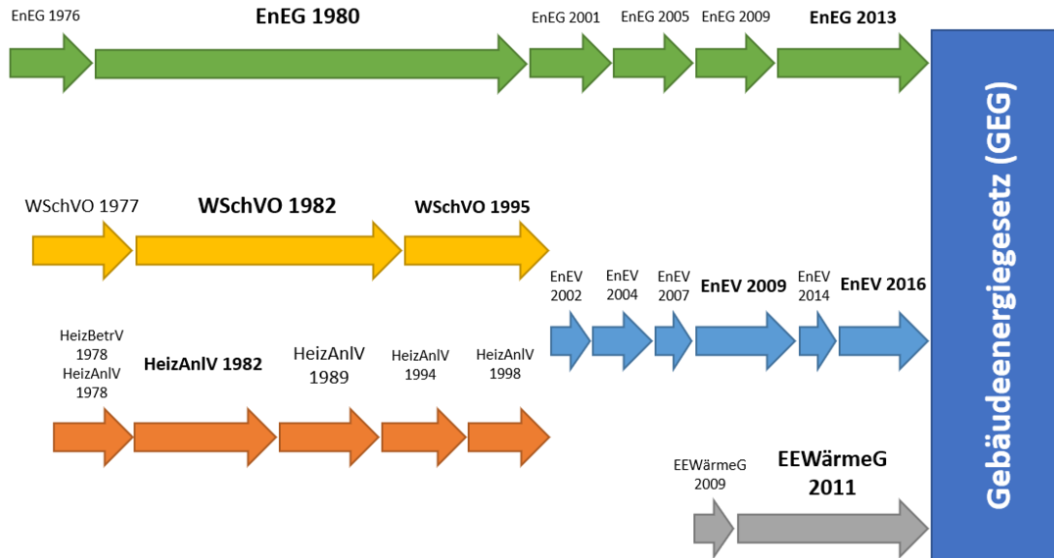 EnEG 1976
EnEG 1980
EnEG 2001
EnEG 2005
EnEG 2009
EnEG 2013
WSchVO 1977
WSchVO 1982
WSchVO 1995
EnEV
2002
EnEV
2004
EnEV
2007
EnEV 2009
EnEV
2014
EnEV 2016
HeizBetrV
1978
HeizAnlV
1978
HeizAnlV 1982
HeizAnlV
1989
HeizAnlV
1994
HeizAnlV
1998
EEWärmeG
2009
EEWärmeG
2011
Gebäudeenergiegesetz (GEG)